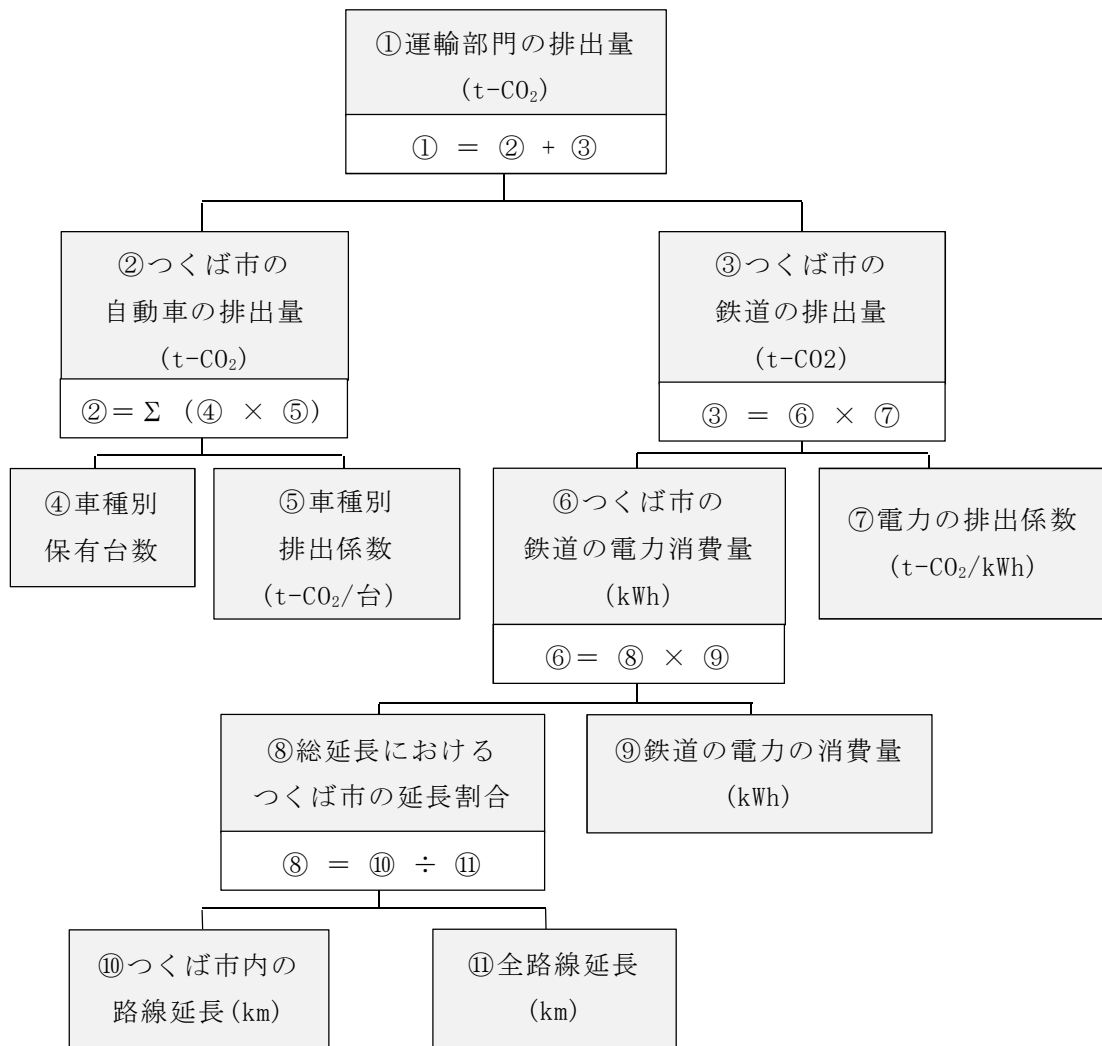 ①運輸部門の排出量
(t-CO₂)
① = ② + ③
②つくば市の
自動車の排出量
(t-CO₂)
②=Σ (④ × ⑤)
③つくば市の
鉄道の排出量
(t-CO2)
③ = ⑥ × ⑦
④車種別
保有台数
⑤車種別
排出係数
(t-CO₂/台)
⑥つくば市の
鉄道の電力消費量
(kWh)
⑥= ⑧ × ⑨
⑦電力の排出係数
(t-CO₂/kWh)
⑧総延長における
つくば市の延長割合
⑧ = ⑩ ÷ ⑪
⑨鉄道の電力の消費量
(kWh)
⑩つくば市内の
路線延長(km)
⑪全路線延長
(km)